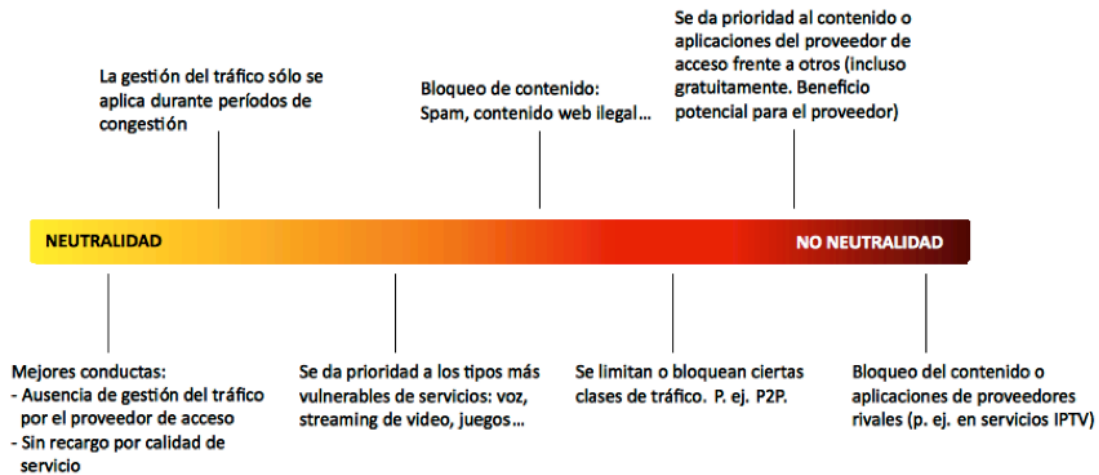 La gestión del tráfico sólo se
aplica durante períodos de
congestión
Bloqueo de contenido:
Spam, contenido web ilegal...
Se da prioridad al contenido o
aplicaciones del proveedor de
acceso frente a otros (incluso
gratuitamente. Beneficio
potencial para el proveedor)
NEUTRALIDAD
NO NEUTRALIDAD
Mejores conductas:
- Ausencia de gestión del tráfico
por el proveedor de acceso
- Sin recargo por calidad de
servicio
Se da prioridad a los tipos más
vulnerables de servicios: voz,
streaming de video, juegos...
Se limitan o bloquean ciertas
clases de tráfico. P. ej. P2P.
Bloqueo del contenido o
aplicaciones de proveedores
rivales (p. ej. en servicios IPTV)